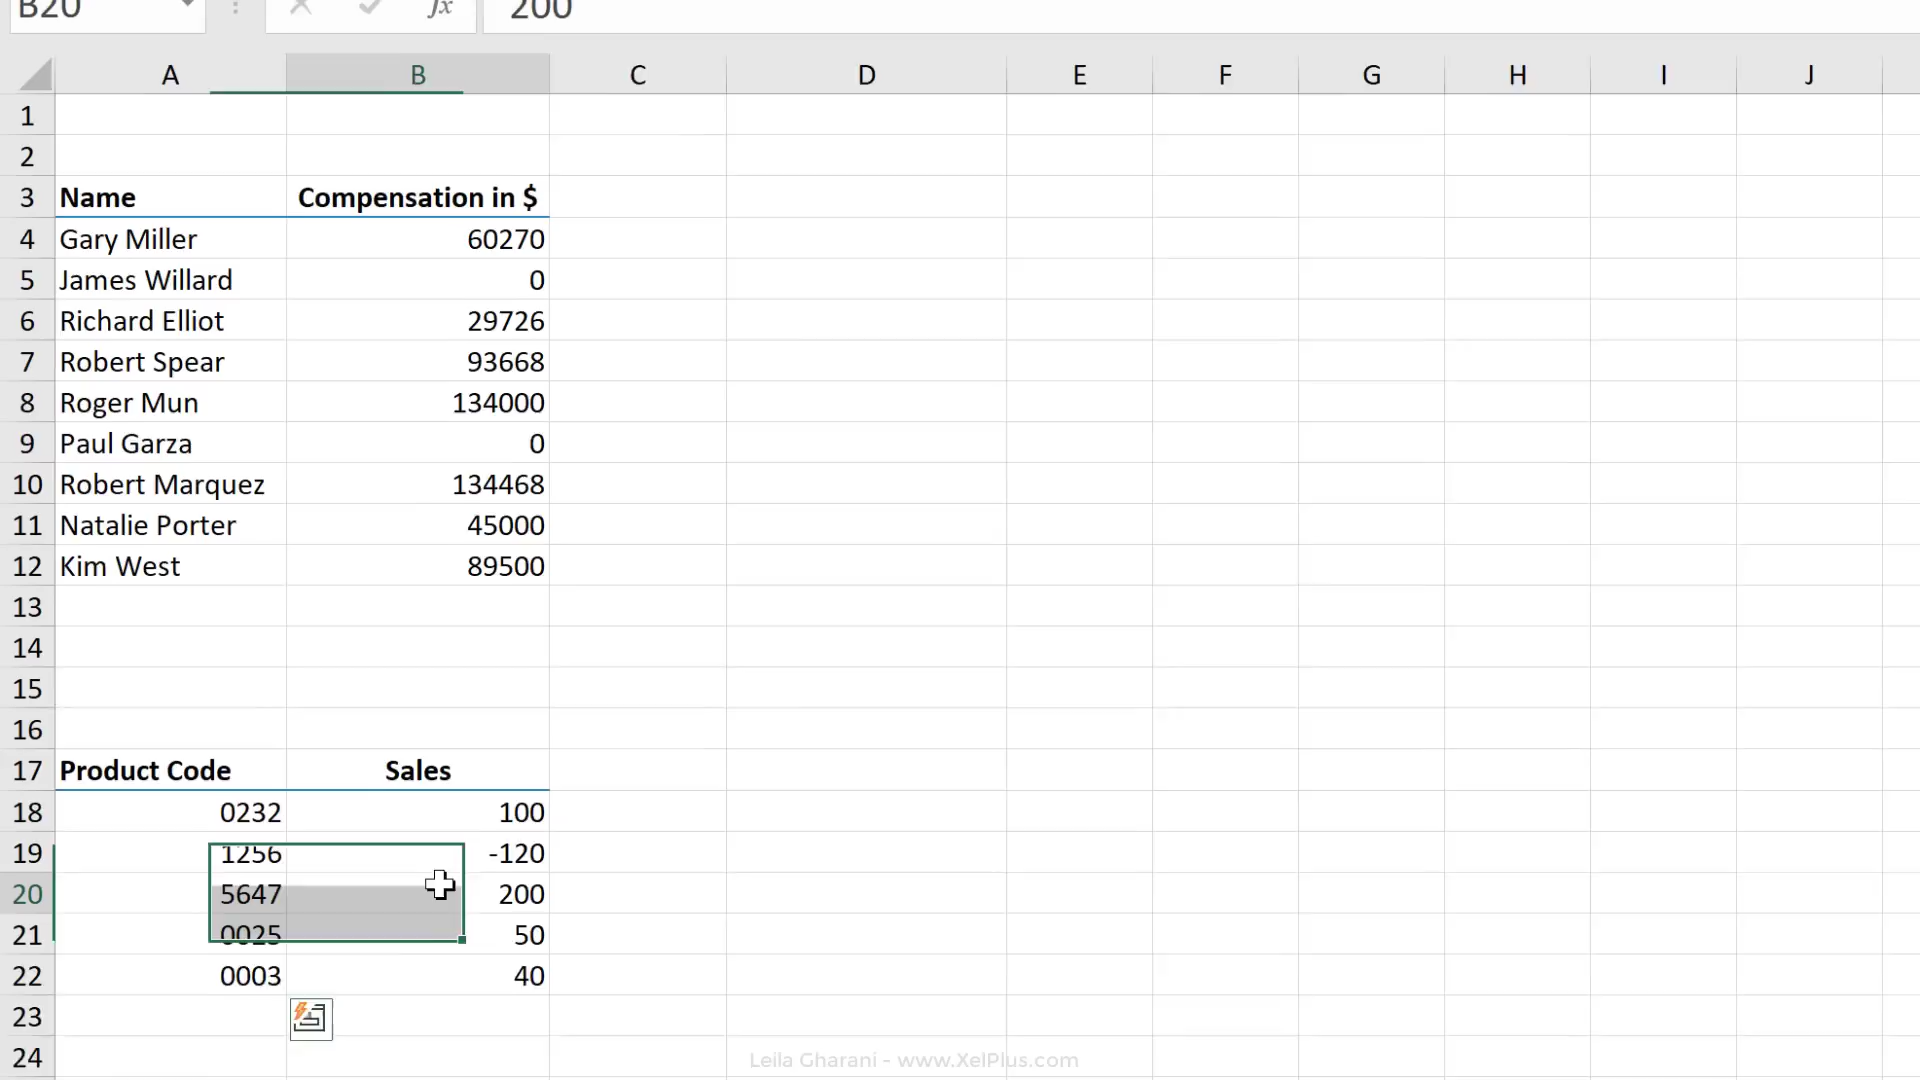 B20 fx 200
A B C D E F G H I J
1
2
3 Name Compensation in $
4 Gary Miller 60270
5 James Willard 0
6 Richard Elliot 29726
7 Robert Spear 93668
8 Roger Mun 134000
9 Paul Garza 0
10 Robert Marquez 134468
11 Natalie Porter 45000
12 Kim West 89500
13
14
15
16
17 Product Code Sales
18 0232 100
19 1256 -120
20 5647 200
21 0025 50
22 0003 40
23
24
Leila Gharani - www.XelPlus.com